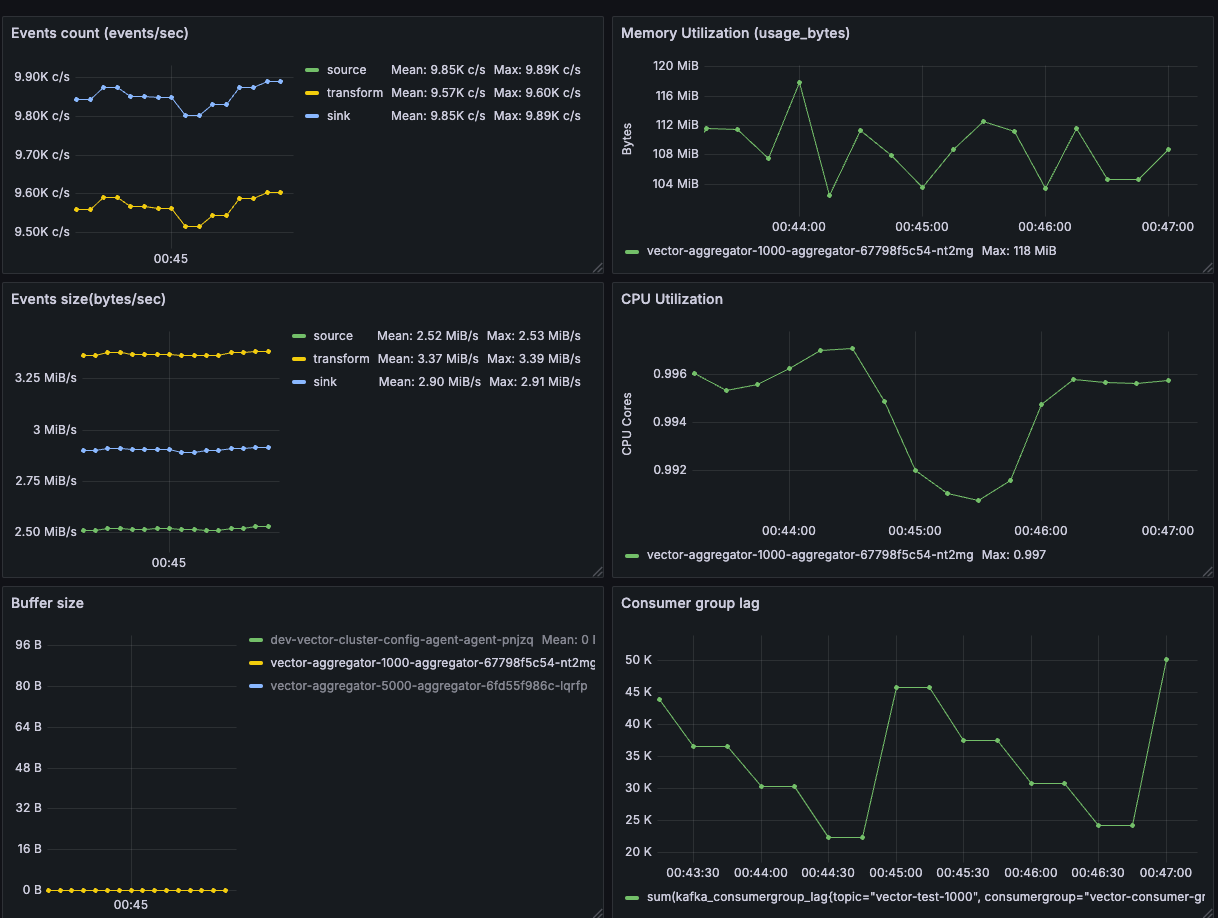 Events count (events/sec)
9.90K c/s
9.80K c/s
9.70K c/s
9.60K c/s
9.50K c/s
00:45
source Mean: 9.85K c/s Max: 9.89K c/s
transform Mean: 9.57K c/s Max: 9.60K c/s
sink Mean: 9.85K c/s Max: 9.89K c/s
Memory Utilization (usage_bytes)
Bytes
120 MiB
116 MiB
112 MiB
108 MiB
104 MiB
00:44:00 00:45:00 00:46:00 00:47:00
vector-aggregator-1000-aggregator-67798f5c54-nt2mg Max: 118 MiB
Events size(bytes/sec)
3.25 MiB/s
3 MiB/s
2.75 MiB/s
2.50 MiB/s
00:45
source Mean: 2.52 MiB/s Max: 2.53 MiB/s
transform Mean: 3.37 MiB/s Max: 3.39 MiB/s
sink Mean: 2.90 MiB/s Max: 2.91 MiB/s
CPU Utilization
CPU Cores
0.996
0.994
0.992
00:44:00 00:45:00 00:46:00 00:47:00
vector-aggregator-1000-aggregator-67798f5c54-nt2mg Max: 0.997
Buffer size
96 B
80 B
64 B
48 B
32 B
16 B
0 B
00:45
dev-vector-cluster-config-agent-agent-pnjzq Mean: 0
vector-aggregator-1000-aggregator-67798f5c54-nt2mg
vector-aggregator-5000-aggregator-6fd55f986c-lqrfp
Consumer group lag
50 K
45 K
40 K
35 K
30 K
25 K
20 K
00:43:30 00:44:00 00:44:30 00:45:00 00:45:30 00:46:00 00:46:30 00:47:00
sum(kafka_consumergroup_lag{topic="vector-test-1000", consumergroup="vector-consumer-gr